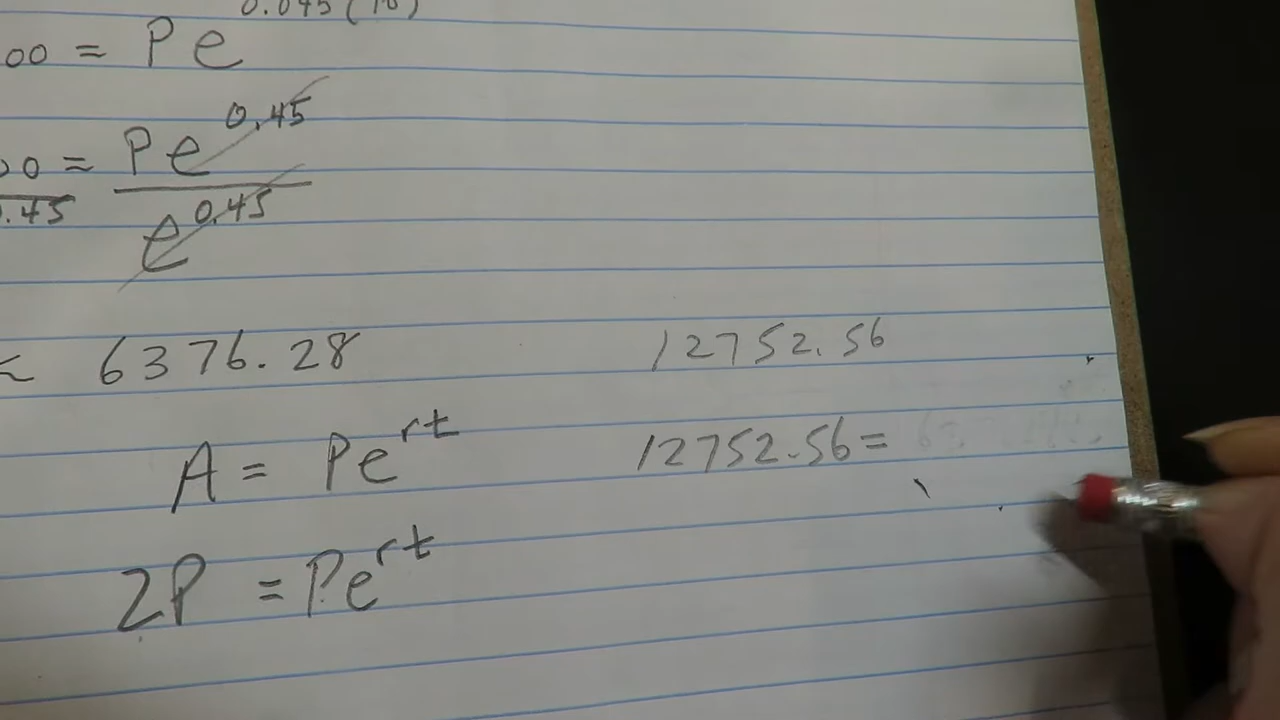 0.045(10)
00 = Pe
0.45
00 = Pe
.45 e 0.45
≈ 6376.28 12752.56
A = Pe^rt 12752.56=
2P = Pe^rt